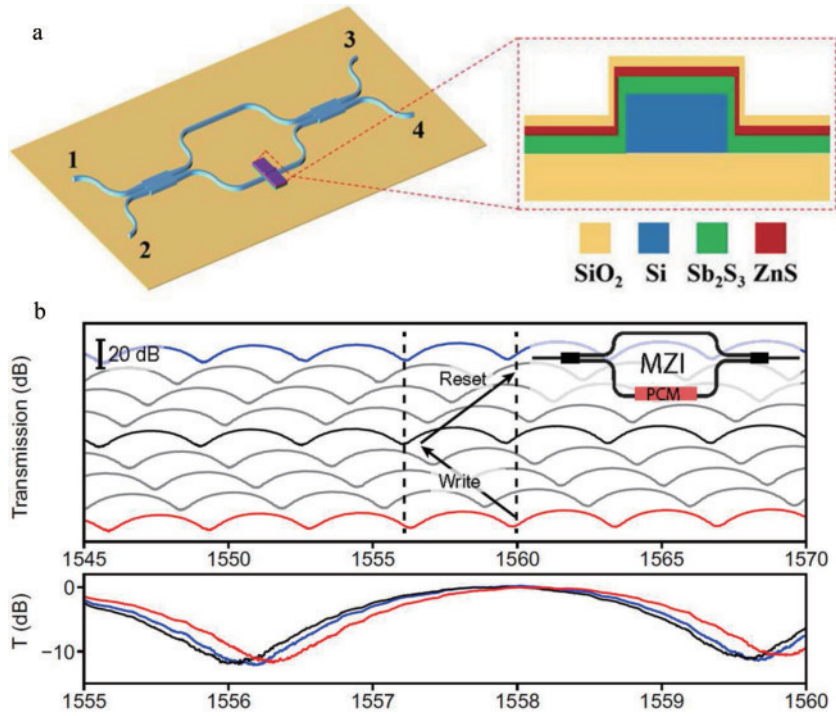 a
1
2
3
4
SiO₂ Si Sb₂S₃ ZnS
b
20 dB
Transmission (dB)
Reset
Write
MZI
PCM
1545 1550 1555 1560 1565 1570
T (dB)
0
−10
1555 1556 1557 1558 1559 1560